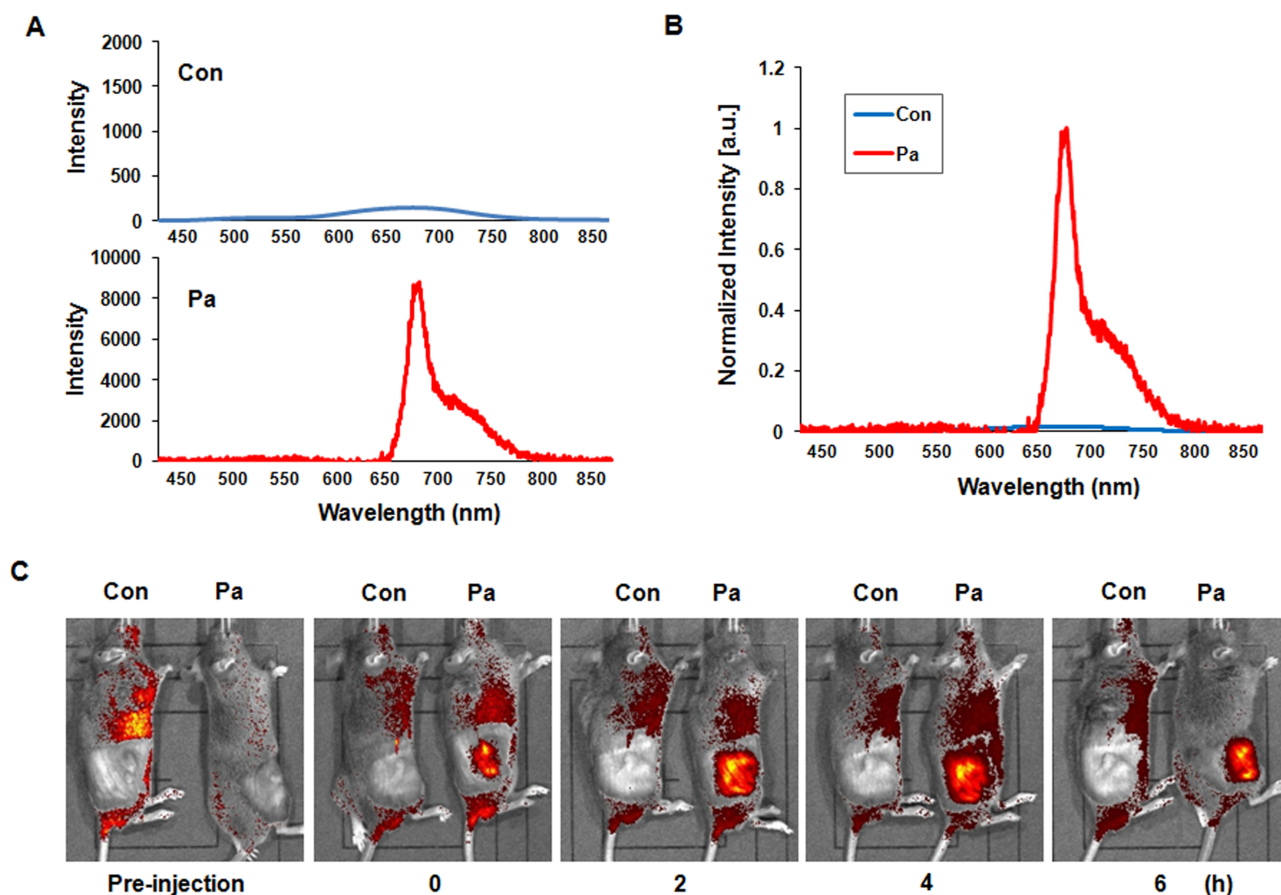 A
Intensity
2000
1500
1000
500
0
Con
450 500 550 600 650 700 750 800 850
Intensity
10000
8000
6000
4000
2000
0
Pa
450 500 550 600 650 700 750 800 850
Wavelength (nm)
B
Normalized Intensity [a.u.]
1.2
1
0.8
0.6
0.4
0.2
0
Con
Pa
450 500 550 600 650 700 750 800 850
Wavelength (nm)
C
Con Pa Con Pa Con Pa Con Pa Con Pa
Pre-injection 0 2 4 6 (h)